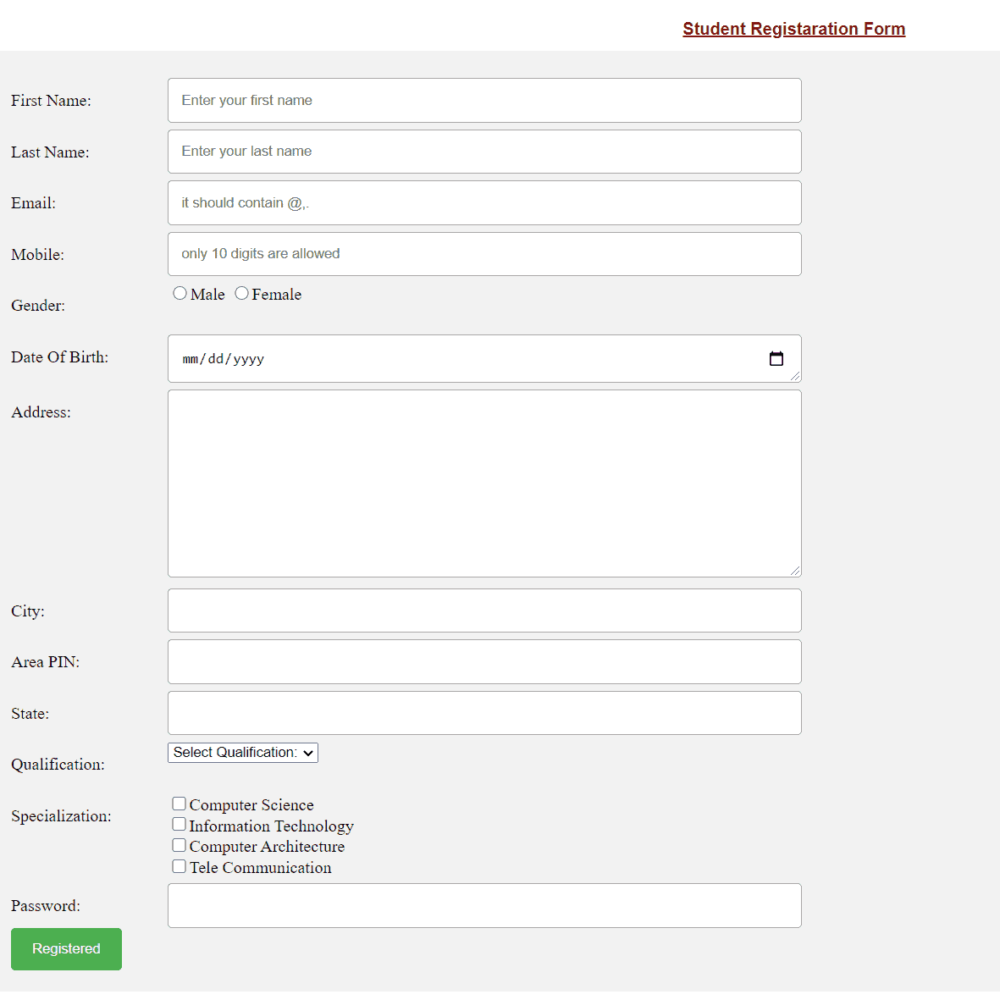 Student Registaration Form
First Name: Enter your first name
Last Name: Enter your last name
Email: it should contain @,.
Mobile: only 10 digits are allowed
Gender: Male Female
Date Of Birth: mm/dd/yyyy
Address:
City:
Area PIN:
State:
Qualification: Select Qualification:
Specialization: Computer Science
Information Technology
Computer Architecture
Tele Communication
Password:
Registered